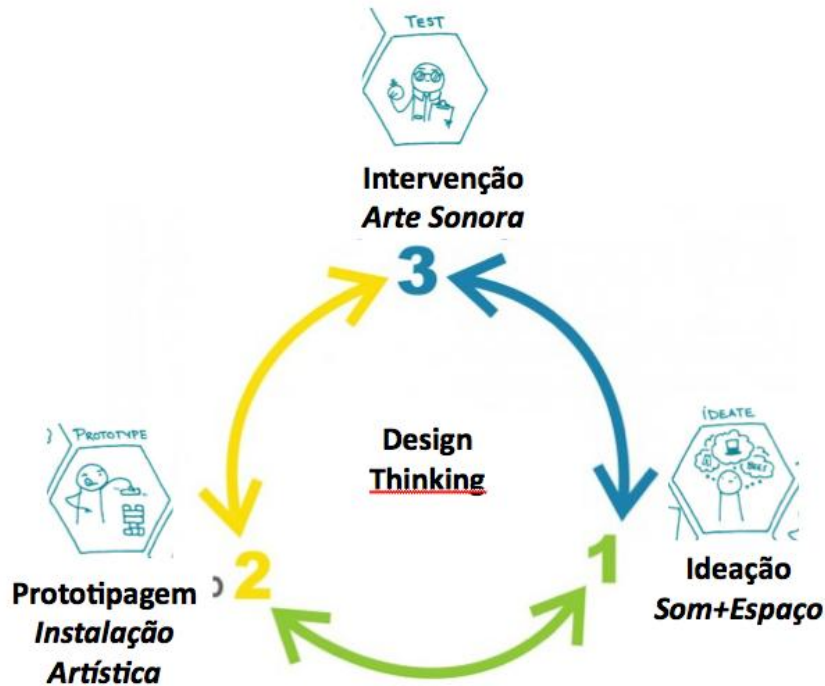 TEST
Intervenção
Arte Sonora
3
Design
Thinking
PROTOTYPE
2
Prototipagem
Instalação
Artística
IDEATE
1
Ideação
Som+Espaço